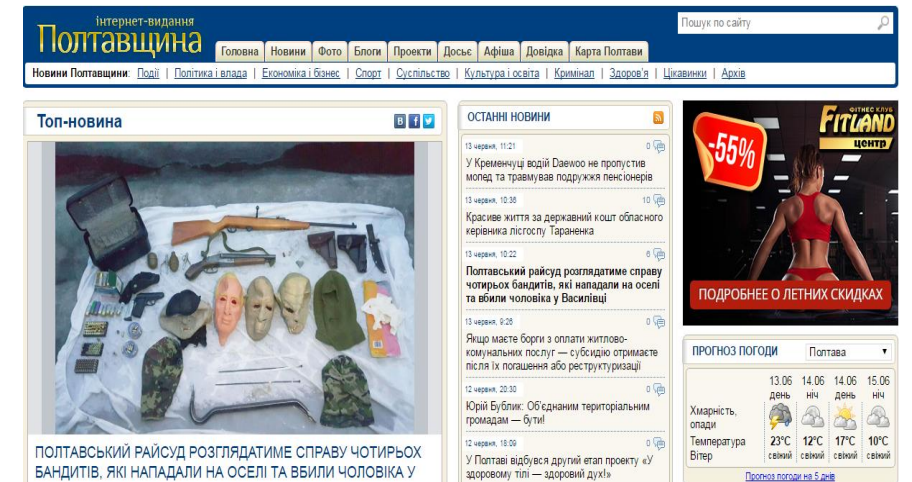 інтернет-видання
Полтавщина
Головна Новини Фото Блоги Проекти Досьє Афіша Довідка Карта Полтави
Пошук по сайту
Новини Полтавщини: Події | Політика і влада | Економіка і бізнес | Спорт | Суспільство | Культура і освіта | Кримінал | Здоров'я | Цікавинки | Архів
Топ-новина
ПОЛТАВСЬКИЙ РАЙСУД РОЗГЛЯДАТИМЕ СПРАВУ ЧОТИРЬОХ
БАНДИТІВ, ЯКІ НАПАДАЛИ НА ОСЕЛІ ТА ВБИЛИ ЧОЛОВІКА У
ОСТАННІ НОВИНИ
13 червня, 11:21 0
У Кременчуці водій Daewoo не пропустив
мопед та травмував подружжя пенсіонерів
13 червня, 10:36 10
Красиве життя за державний кошт обласного
керівника лісгоспу Тараненка
13 червня, 10:22 6
Полтавський райсуд розглядатиме справу
чотирьох бандитів, які нападали на оселі
та вбили чоловіка у Василівці
13 червня, 9:26 0
Якщо маєте борги з оплати житлово-
комунальних послуг — субсидію отримаєте
після їх погашення або реструктуризації
12 червня, 20:30 0
Юрій Бублик: Об'єднаним територіальним
громадам — бути!
12 червня, 18:09 0
У Полтаві відбувся другий етап проекту «У
здоровому тілі — здоровий дух!»
ФІТНЕС КЛУБ
FITLAND
центр
-55%
ПОДРОБНЕЕ О ЛЕТНИХ СКИДКАХ
ПРОГНОЗ ПОГОДИ Полтава
13.06 14.06 14.06 15.06
день ніч день ніч
Хмарність,
опади
Температура 23°C 12°C 17°C 10°C
Вітер свіжий свіжий свіжий свіжий
Прогноз погоди на 5 днів